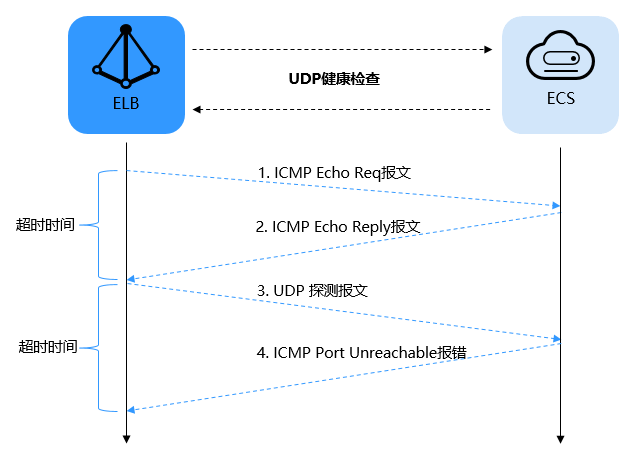 ELB
UDP健康检查
ECS
1. ICMP Echo Req报文
超时时间
2. ICMP Echo Reply报文
3. UDP 探测报文
超时时间
4. ICMP Port Unreachable报错